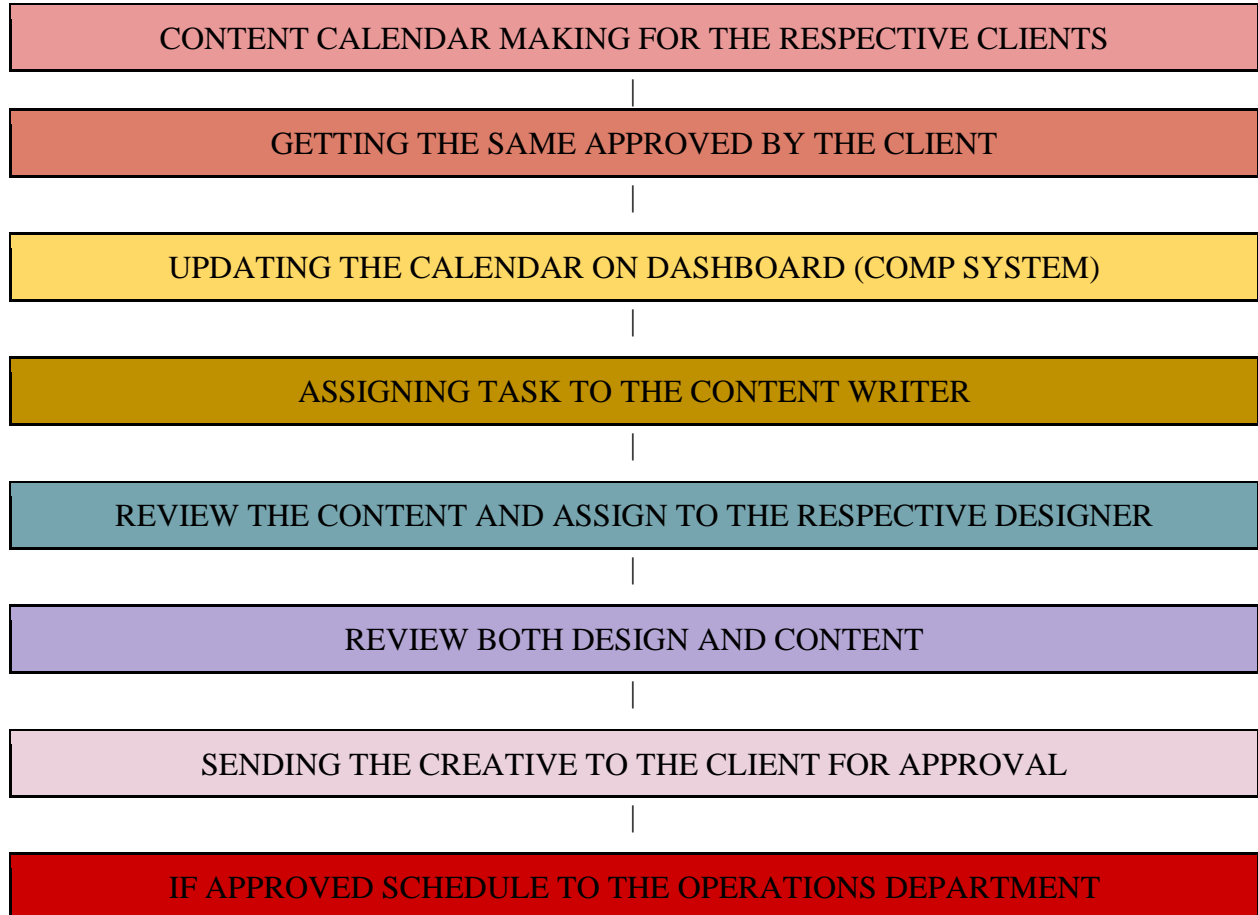 CONTENT CALENDAR MAKING FOR THE RESPECTIVE CLIENTS
GETTING THE SAME APPROVED BY THE CLIENT
UPDATING THE CALENDAR ON DASHBOARD (COMP SYSTEM)
ASSIGNING TASK TO THE CONTENT WRITER
REVIEW THE CONTENT AND ASSIGN TO THE RESPECTIVE DESIGNER
REVIEW BOTH DESIGN AND CONTENT
SENDING THE CREATIVE TO THE CLIENT FOR APPROVAL
IF APPROVED SCHEDULE TO THE OPERATIONS DEPARTMENT